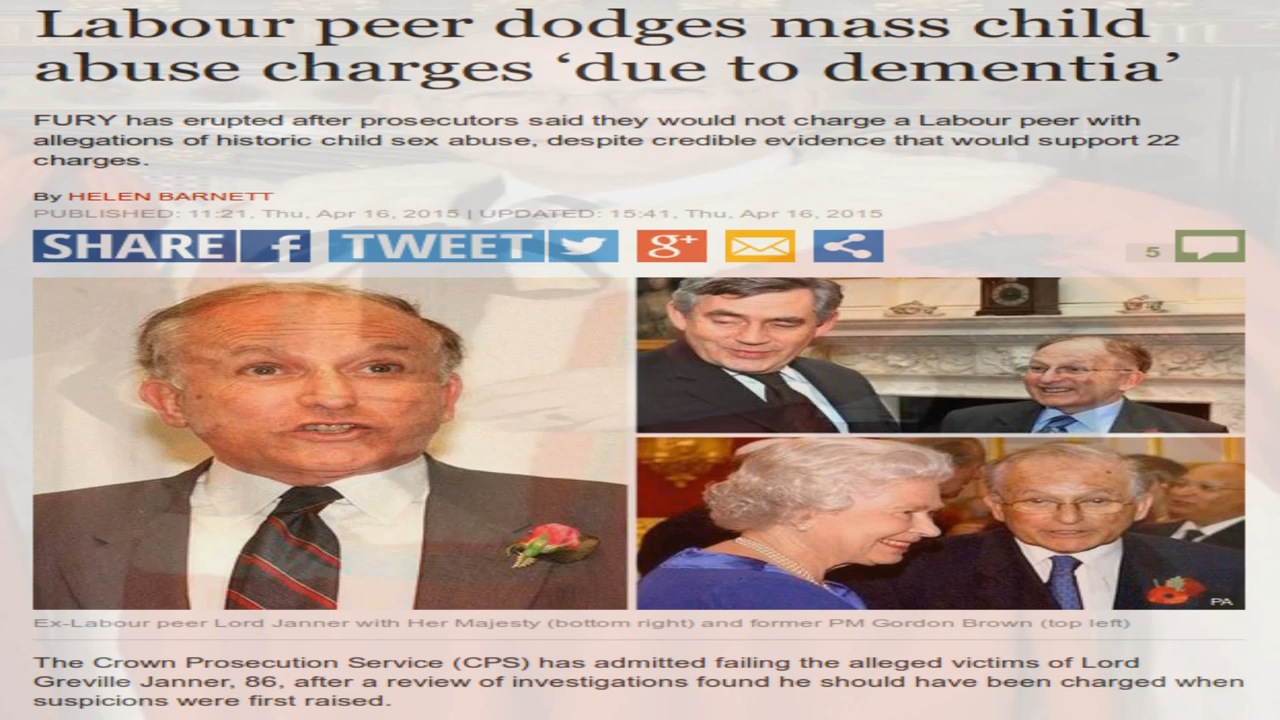 Labour peer dodges mass child
abuse charges ‘due to dementia’
FURY has erupted after prosecutors said they would not charge a Labour peer with
allegations of historic child sex abuse, despite credible evidence that would support 22
charges.
By HELEN BARNETT
PUBLISHED: 11:21, Thu, Apr 16, 2015 | UPDATED: 15:41, Thu, Apr 16, 2015
SHARE f TWEET g+ 5
PA
Ex-Labour peer Lord Janner with Her Majesty (bottom right) and former PM Gordon Brown (top left)
The Crown Prosecution Service (CPS) has admitted failing the alleged victims of Lord
Greville Janner, 86, after a review of investigations found he should have been charged when
suspicions were first raised.